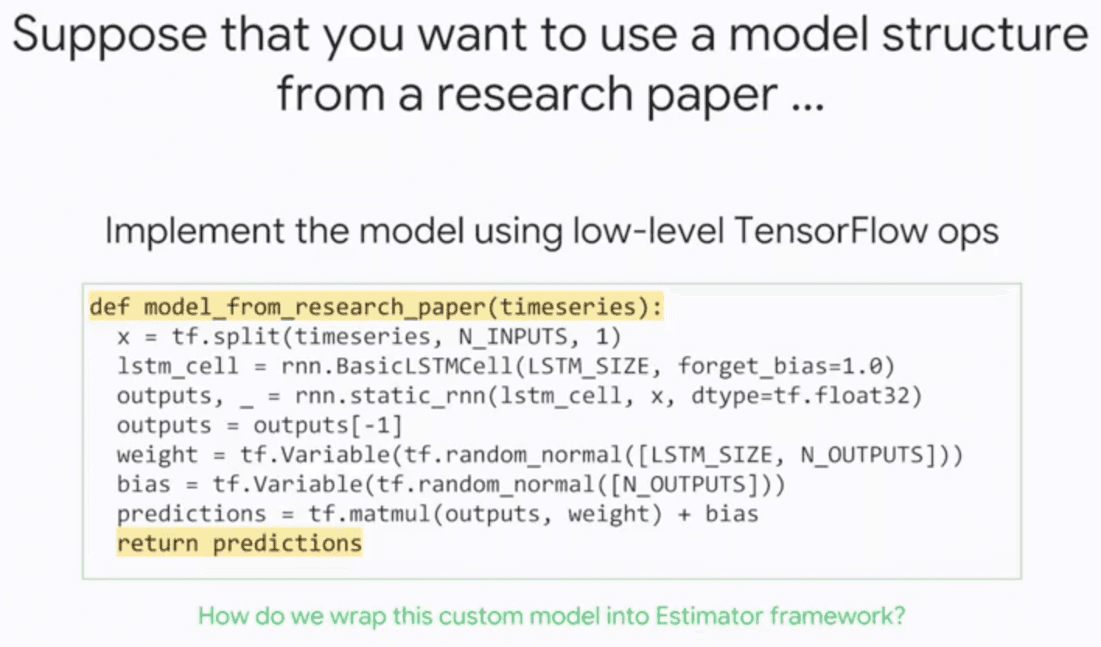 Suppose that you want to use a model structure
from a research paper ...
Implement the model using low-level TensorFlow ops
def model_from_research_paper(timeseries):
x = tf.split(timeseries, N_INPUTS, 1)
lstm_cell = rnn.BasicLSTMCell(LSTM_SIZE, forget_bias=1.0)
outputs, _ = rnn.static_rnn(lstm_cell, x, dtype=tf.float32)
outputs = outputs[-1]
weight = tf.Variable(tf.random_normal([LSTM_SIZE, N_OUTPUTS]))
bias = tf.Variable(tf.random_normal([N_OUTPUTS]))
predictions = tf.matmul(outputs, weight) + bias
return predictions
How do we wrap this custom model into Estimator framework?